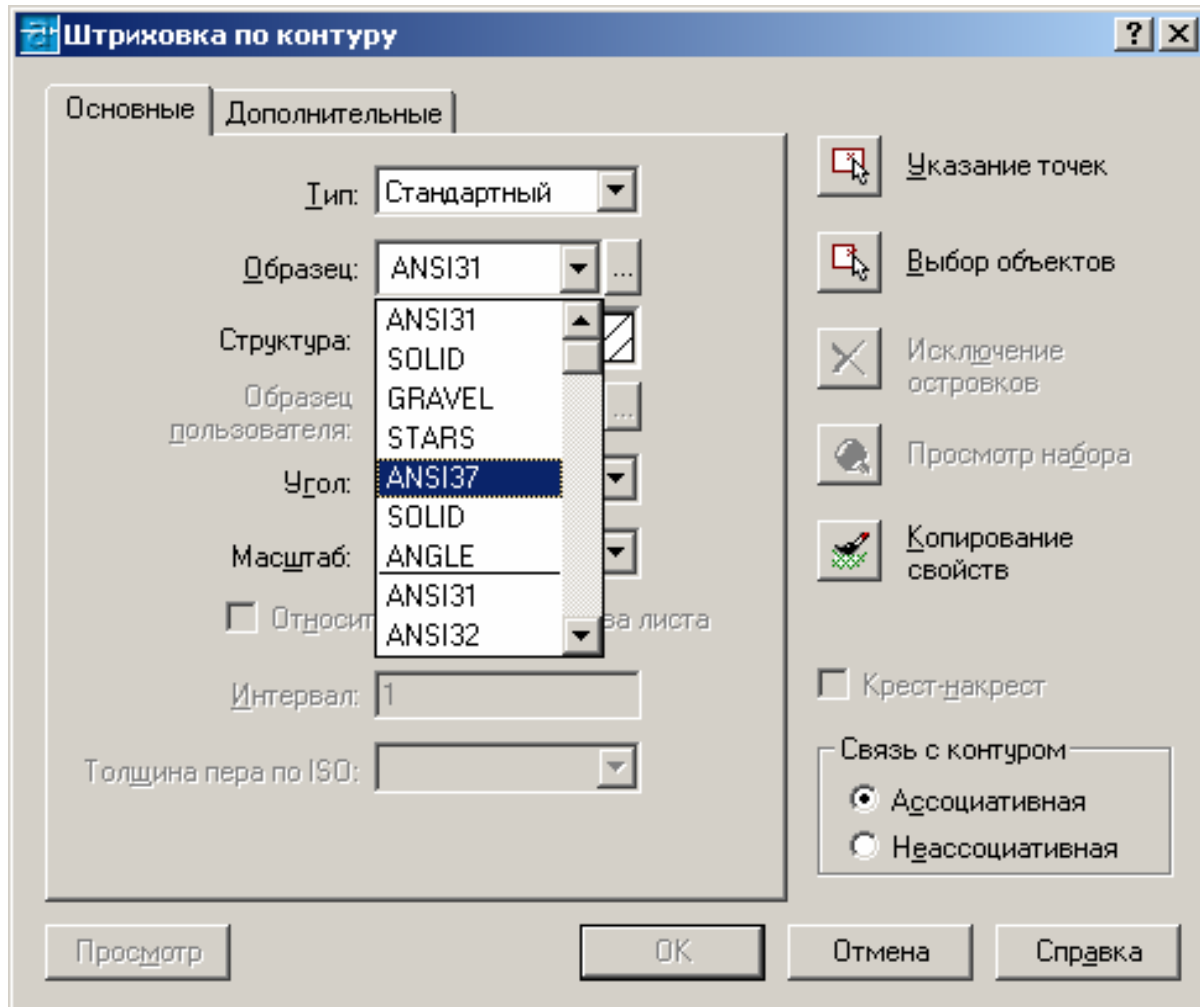 Штриховка по контуру
Основные
Дополнительные
Тип:
Стандартный
Образец:
ANSI31
...
ANSI31
SOLID
GRAVEL
STARS
ANSI37
SOLID
ANGLE
ANSI31
ANSI32
Структура:
Образец
пользователя:
...
Угол:
Масштаб:
листа
Интервал:
1
Толщина пера по ISO:
Указание точек
Выбор объектов
Исключение
островков
Просмотр набора
Копирование
свойств
Крест-накрест
Связь с контуром
Ассоциативная
Неассоциативная
Просмотр
OK
Отмена
Справка